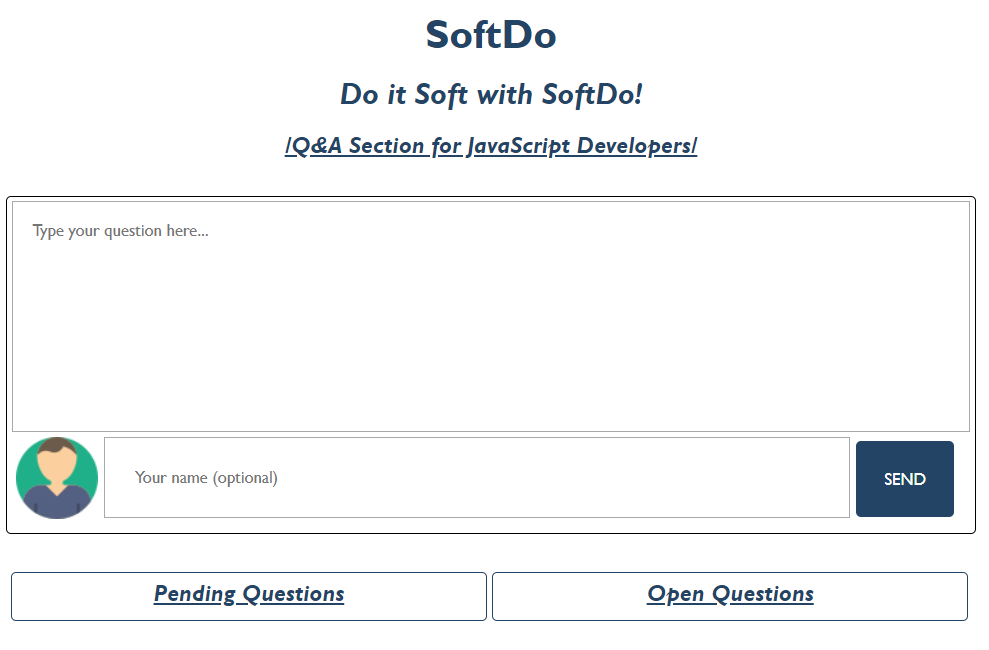 SoftDo
Do it Soft with SoftDo!
/Q&A Section for JavaScript Developers/
Type your question here...
Your name (optional)
SEND
Pending Questions
Open Questions